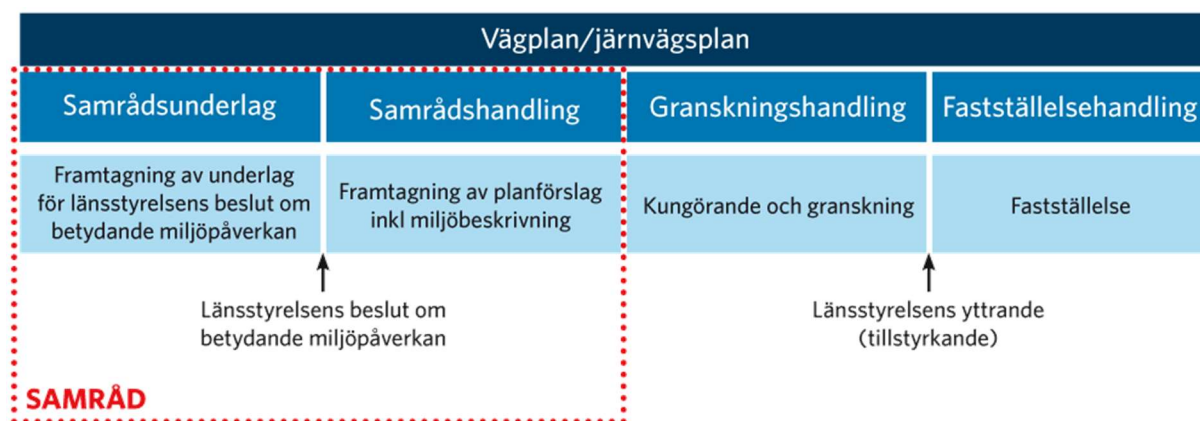 Vägplan/järnvägsplan
Samrådsunderlag
Samrådshandling
Granskningshandling
Fastställelsehandling
Framtagning av underlag
för länsstyrelsens beslut om
betydande miljöpåverkan
Framtagning av planförslag
inkl miljöbeskrivning
Kungörande och granskning
Fastställelse
Länsstyrelsens beslut om
betydande miljöpåverkan
Länsstyrelsens yttrande
(tillstyrkande)
SAMRÅD